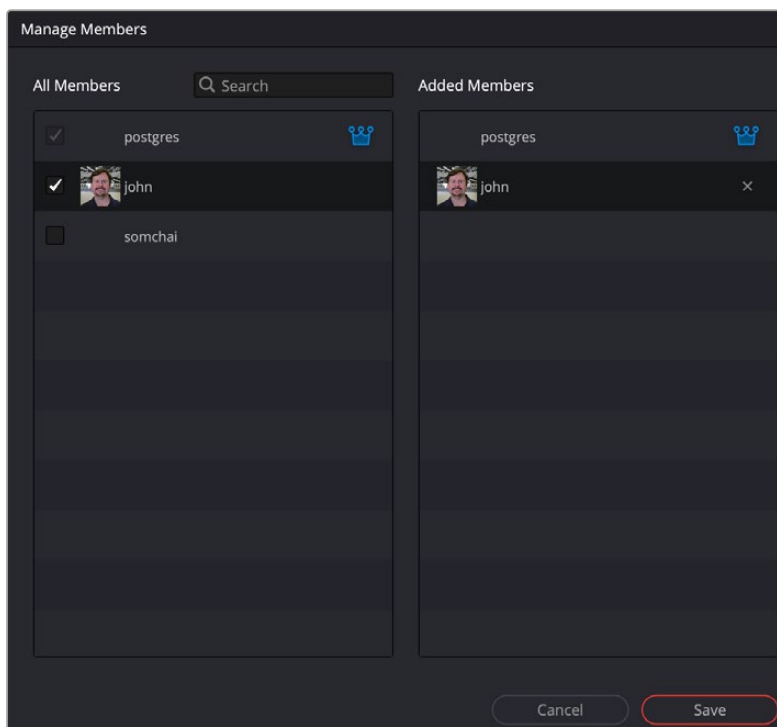 Manage Members
All Members
Search
postgres
john
somchai
Added Members
postgres
john
Cancel
Save